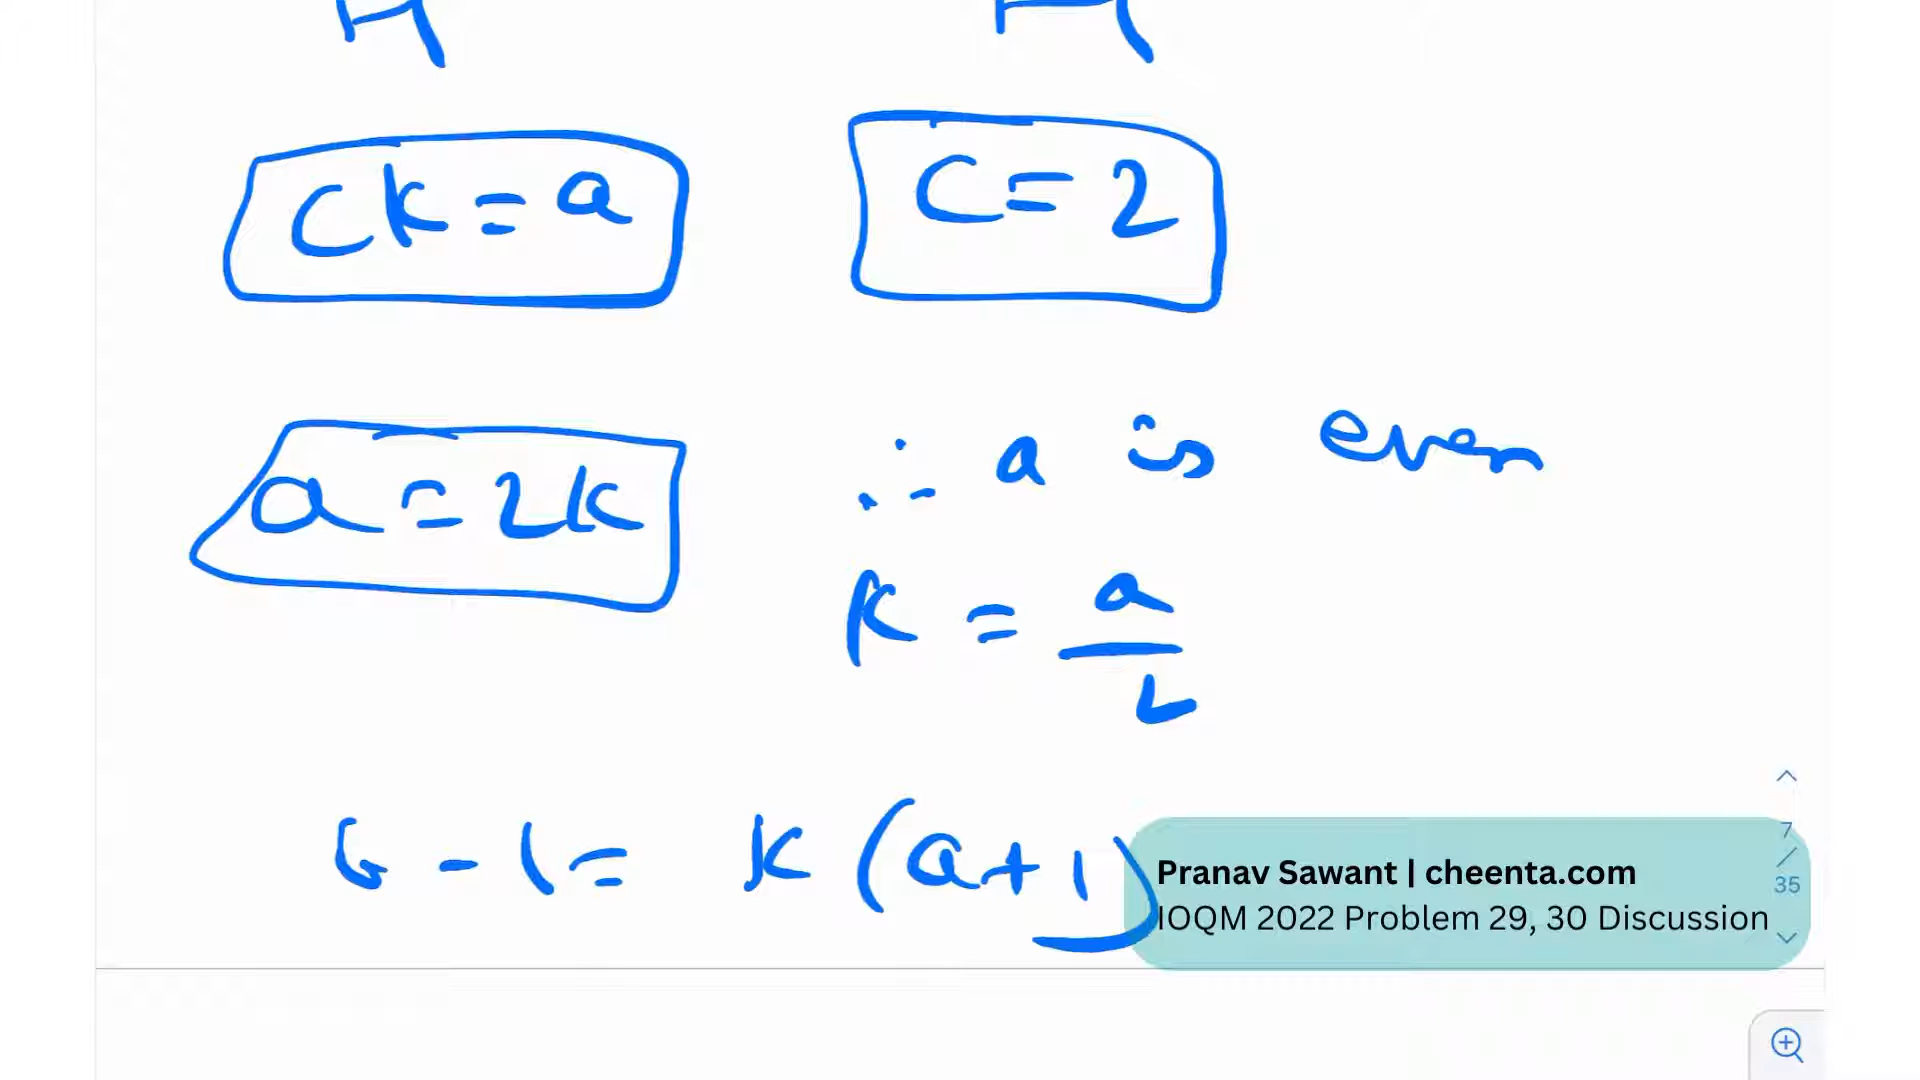 ck = a
c = 2
a = 2k
∴ a is even
k = a/2
b - 1 = k(a+1)
7
/
35
Pranav Sawant | cheenta.com
IOQM 2022 Problem 29, 30 Discussion